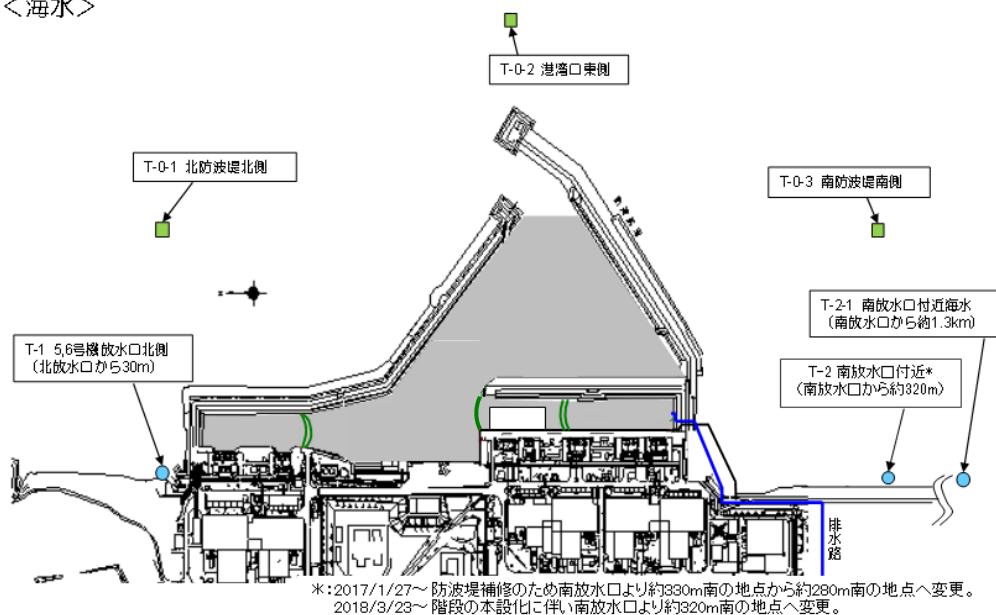 <海水>
T-0-2 港湾口東側
T-0-1 北防波堤北側
T-0-3 南防波堤南側
T-2-1 南放水口付近海水
(南放水口から約1.3km)
T-1 5,6号機放水口北側
(北放水口から30m)
T-2 南放水口付近*
(南放水口から約320m)
排水路
*:2017/1/27~ 防波堤補修のため南放水口より約330m南の地点から約280m南の地点へ変更。
2018/3/23~ 階段の本設化に伴い南放水口より約320m南の地点へ変更。